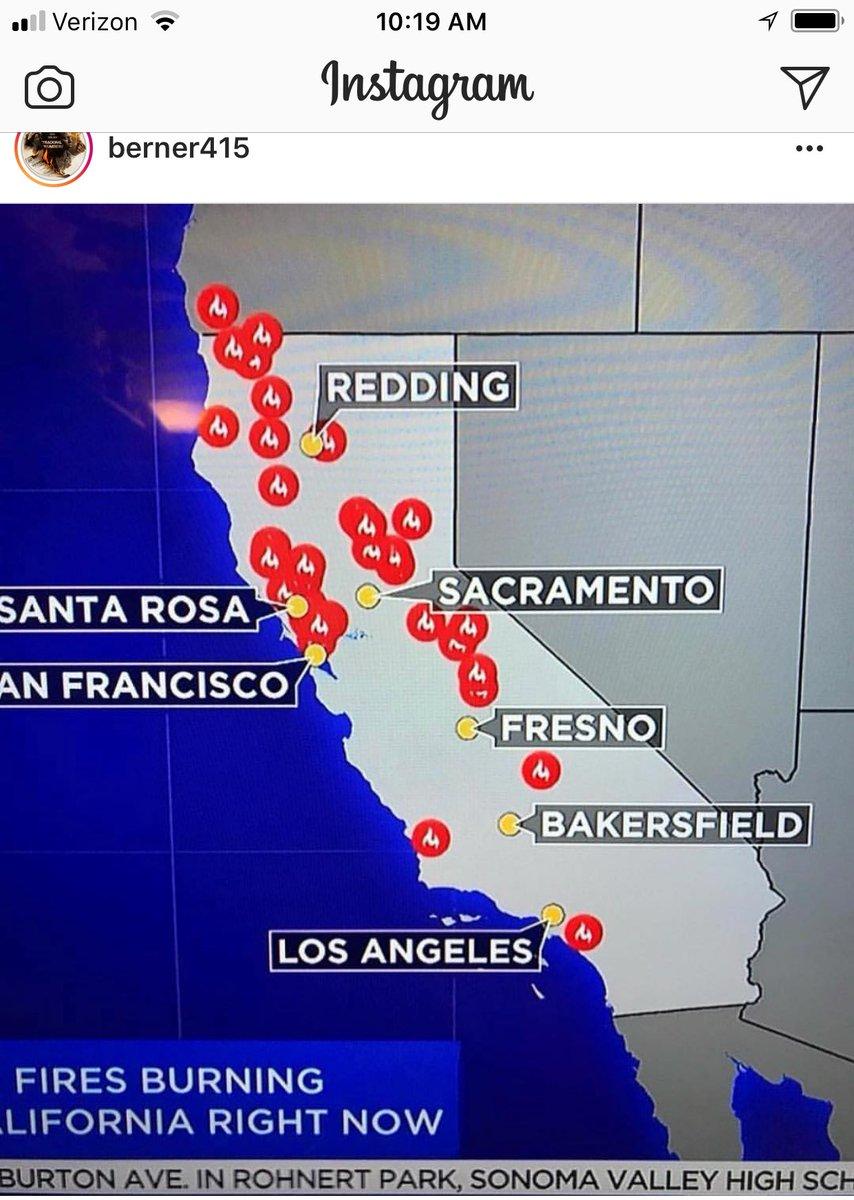 Verizon 10:19 AM
Instagram
berner415
REDDING
SACRAMENTO
SANTA ROSA
AN FRANCISCO
FRESNO
BAKERSFIELD
LOS ANGELES
FIRES BURNING
LIFORNIA RIGHT NOW
BURTON AVE. IN ROHNERT PARK, SONOMA VALLEY HIGH SCH